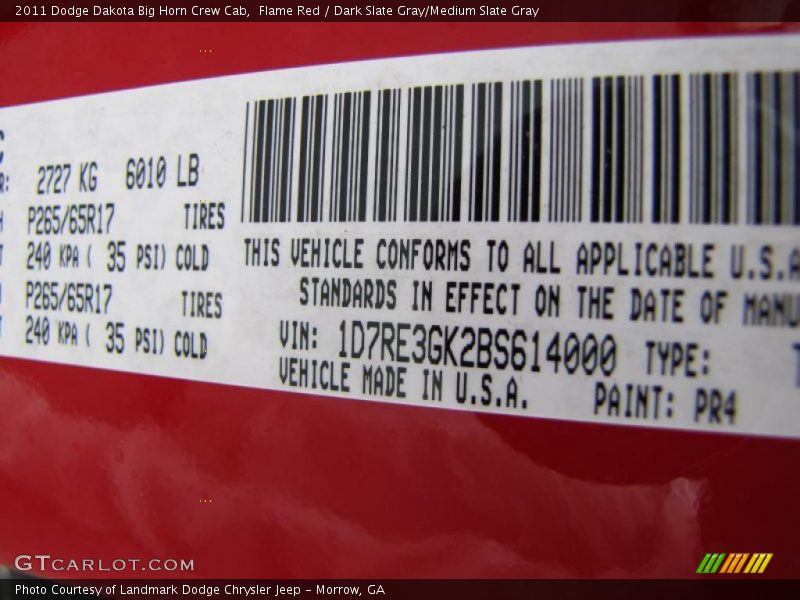 2011 Dodge Dakota Big Horn Crew Cab,  Flame Red / Dark Slate Gray/Medium Slate Gray
2727 KG 6010 LB
P265/65R17 TIRES
240 KPA ( 35 PSI) COLD
P265/65R17 TIRES
240 KPA ( 35 PSI) COLD
THIS VEHICLE CONFORMS TO ALL APPLICABLE U.S.A
STANDARDS IN EFFECT ON THE DATE OF MANU
VIN: 1D7RE3GK2BS614000 TYPE:
VEHICLE MADE IN U.S.A. PAINT: PR4
GTCARLOT.COM
Photo Courtesy of Landmark Dodge Chrysler Jeep - Morrow, GA